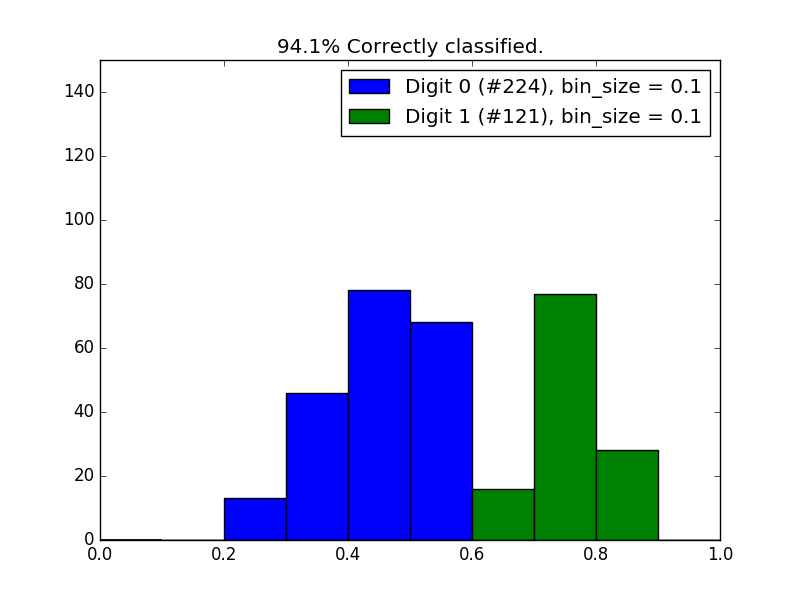 94.1% Correctly classified.
Digit 0 (#224), bin_size = 0.1
Digit 1 (#121), bin_size = 0.1
140
120
100
80
60
40
20
0
0.0 0.2 0.4 0.6 0.8 1.0